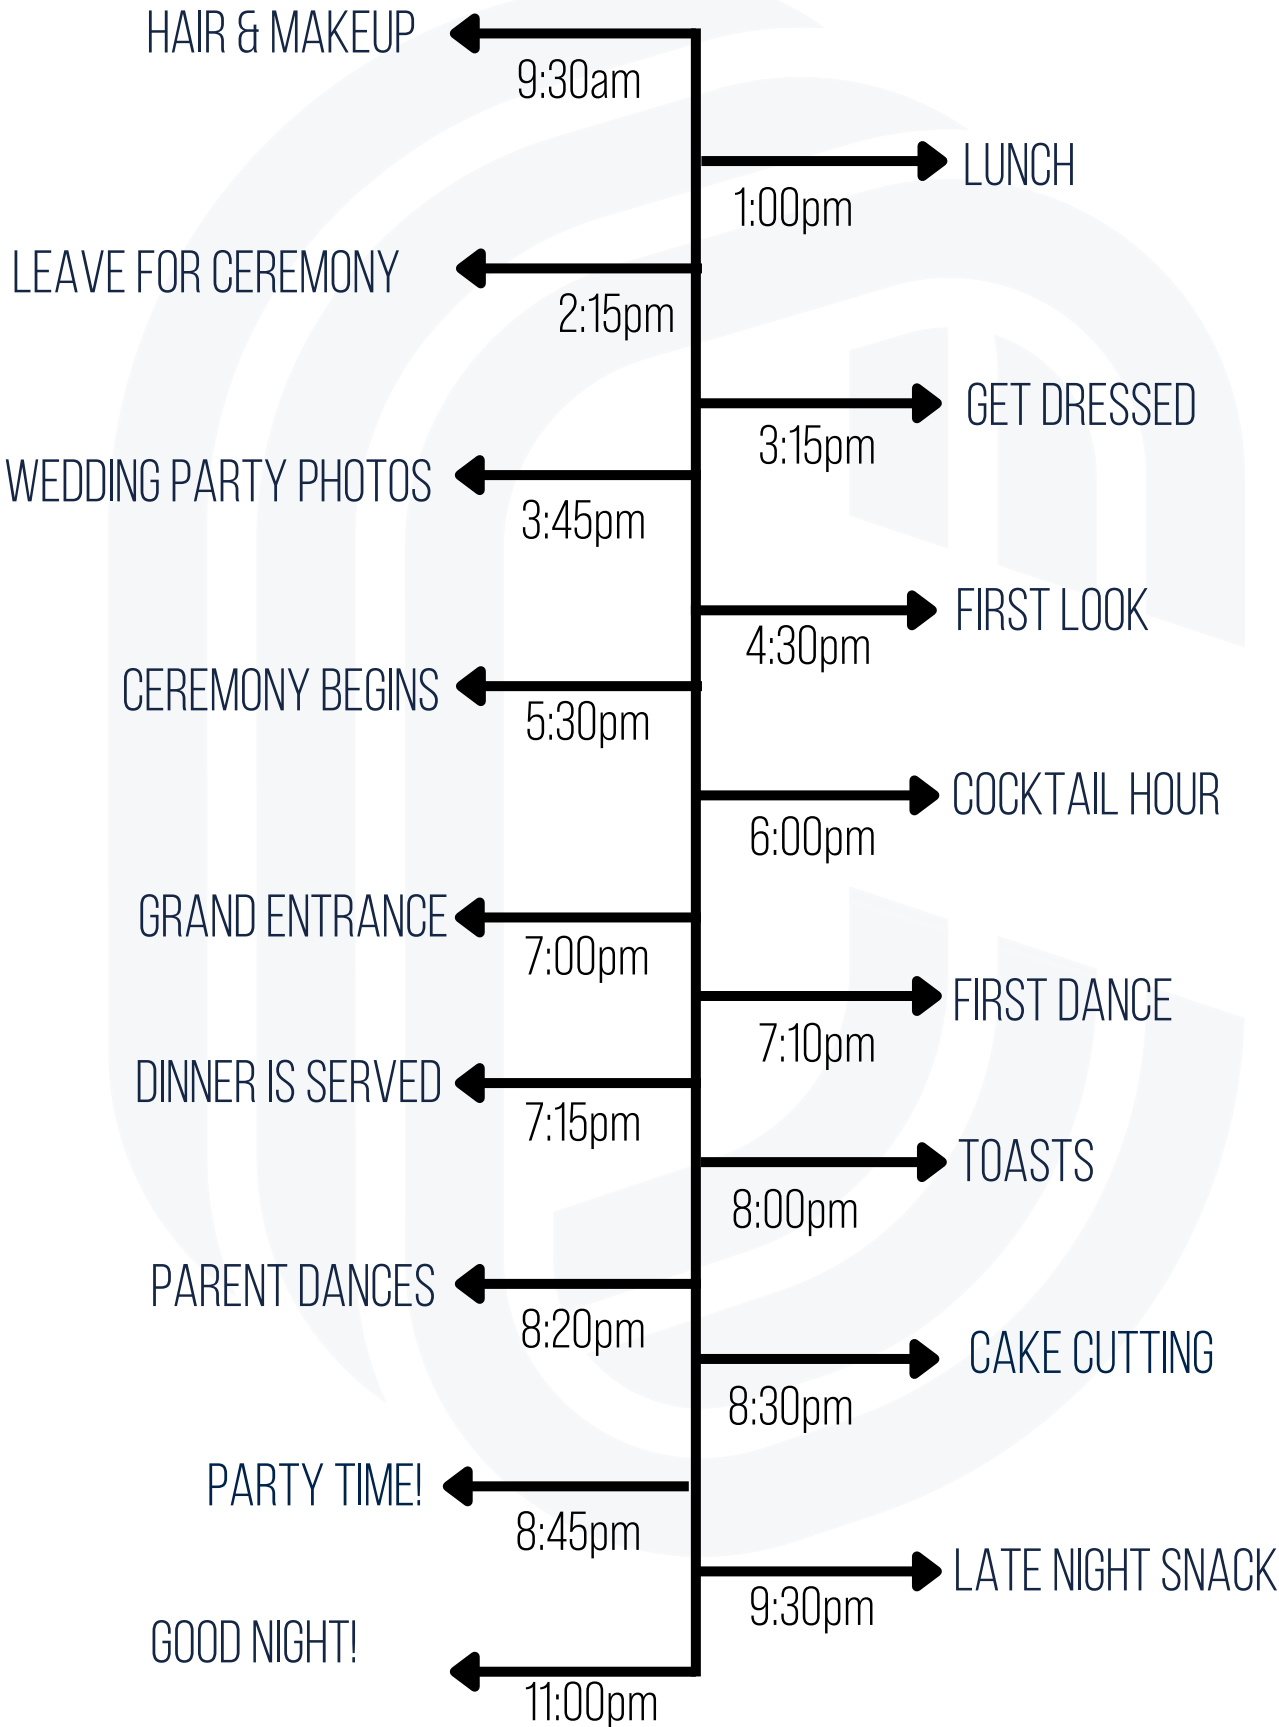 HAIR & MAKEUP
9:30am
LUNCH
1:00pm
LEAVE FOR CEREMONY
2:15pm
GET DRESSED
3:15pm
WEDDING PARTY PHOTOS
3:45pm
FIRST LOOK
4:30pm
CEREMONY BEGINS
5:30pm
COCKTAIL HOUR
6:00pm
GRAND ENTRANCE
7:00pm
FIRST DANCE
7:10pm
DINNER IS SERVED
7:15pm
TOASTS
8:00pm
PARENT DANCES
8:20pm
CAKE CUTTING
8:30pm
PARTY TIME!
8:45pm
LATE NIGHT SNACK
9:30pm
GOOD NIGHT!
11:00pm